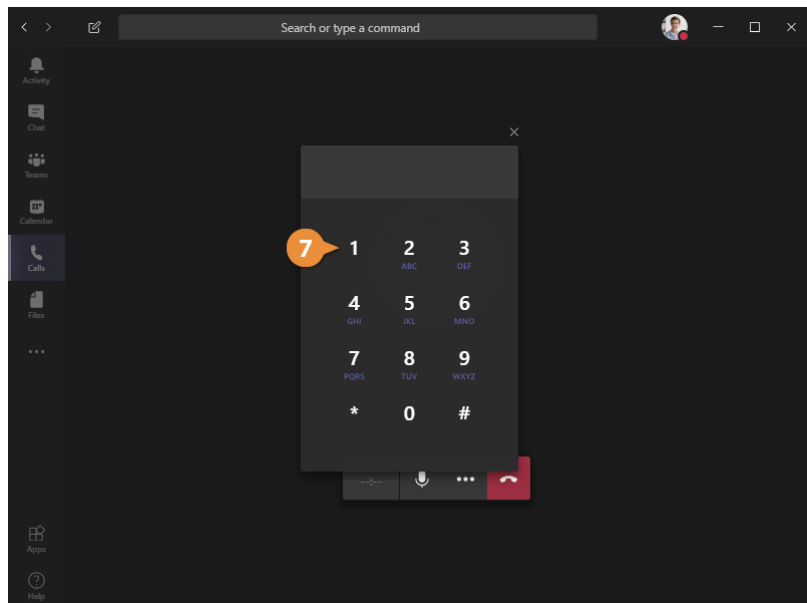 Search or type a command
Activity
Chat
Teams
Calendar
Calls
Files
Apps
Help
7
1 2 3
ABC DEF
4 5 6
GHI JKL MNO
7 8 9
PQRS TUV WXYZ
* 0 #
--:--